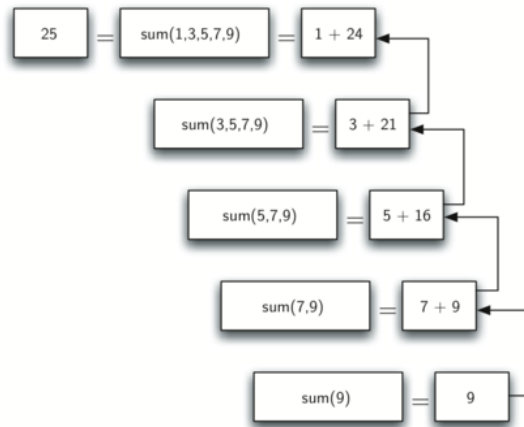 25 = sum(1,3,5,7,9) = 1 + 24
sum(3,5,7,9) = 3 + 21
sum(5,7,9) = 5 + 16
sum(7,9) = 7 + 9
sum(9) = 9